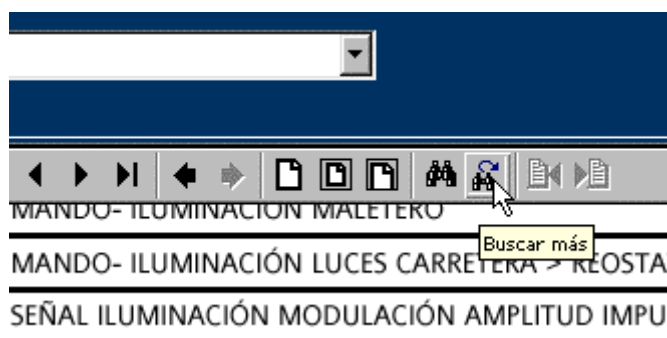 MANDO- ILUMINACIÓN MALETERO
Buscar más
MANDO- ILUMINACIÓN LUCES CARRETERA > REOSTA
SEÑAL ILUMINACIÓN MODULACIÓN AMPLITUD IMPU